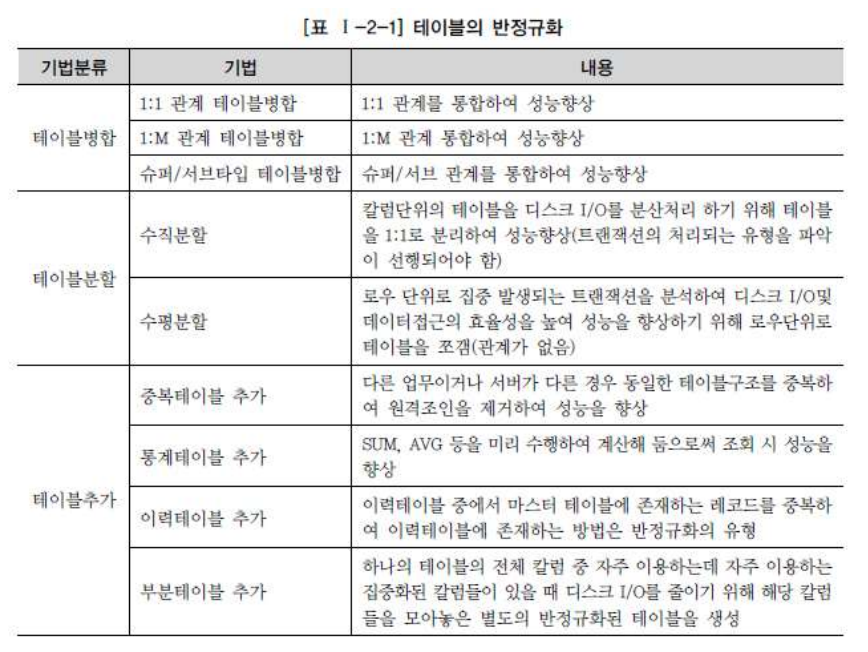 [표 Ⅰ-2-1] 테이블의 반정규화
기법분류 기법 내용
테이블병합
1:1 관계 테이블병합 1:1 관계를 통합하여 성능향상
1:M 관계 테이블병합 1:M 관계 통합하여 성능향상
슈퍼/서브타입 테이블병합 슈퍼/서브 관계를 통합하여 성능향상
테이블분할
수직분할
칼럼단위의 테이블을 디스크 I/O를 분산처리 하기 위해 테이블
을 1:1로 분리하여 성능향상(트랜잭션의 처리되는 유형을 파악
이 선행되어야 함)
수평분할
로우 단위로 집중 발생되는 트랜잭션을 분석하여 디스크 I/O및
데이터접근의 효율성을 높여 성능을 향상하기 위해 로우단위로
테이블을 쪼갬(관계가 없음)
테이블추가
중복테이블 추가
다른 업무이거나 서버가 다른 경우 동일한 테이블구조를 중복하
여 원격조인을 제거하여 성능을 향상
통계테이블 추가
SUM, AVG 등을 미리 수행하여 계산해 둠으로써 조회 시 성능을
향상
이력테이블 추가
이력테이블 중에서 마스터 테이블에 존재하는 레코드를 중복하
여 이력테이블에 존재하는 방법은 반정규화의 유형
부분테이블 추가
하나의 테이블의 전체 칼럼 중 자주 이용하는데 자주 이용하는
집중화된 칼럼들이 있을 때 디스크 I/O를 줄이기 위해 해당 칼럼
들을 모아놓은 별도의 반정규화된 테이블을 생성